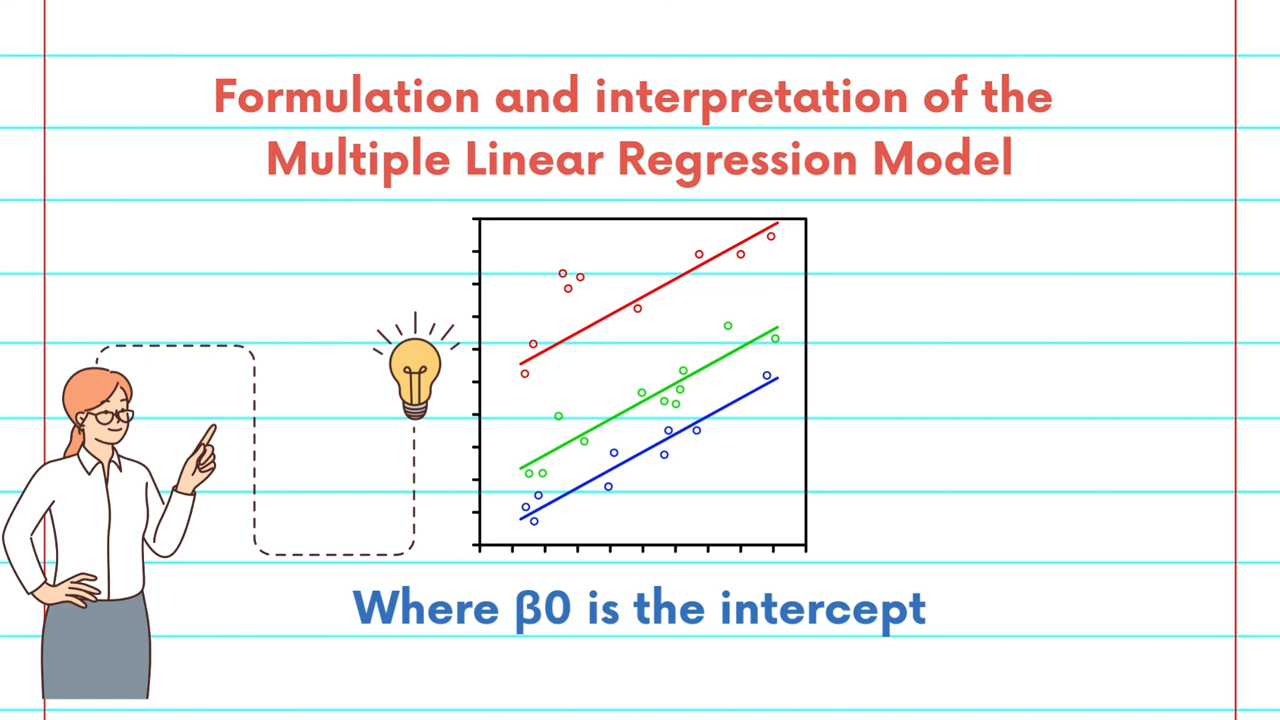 Formulation and interpretation of the
Multiple Linear Regression Model
Where β0 is the intercept